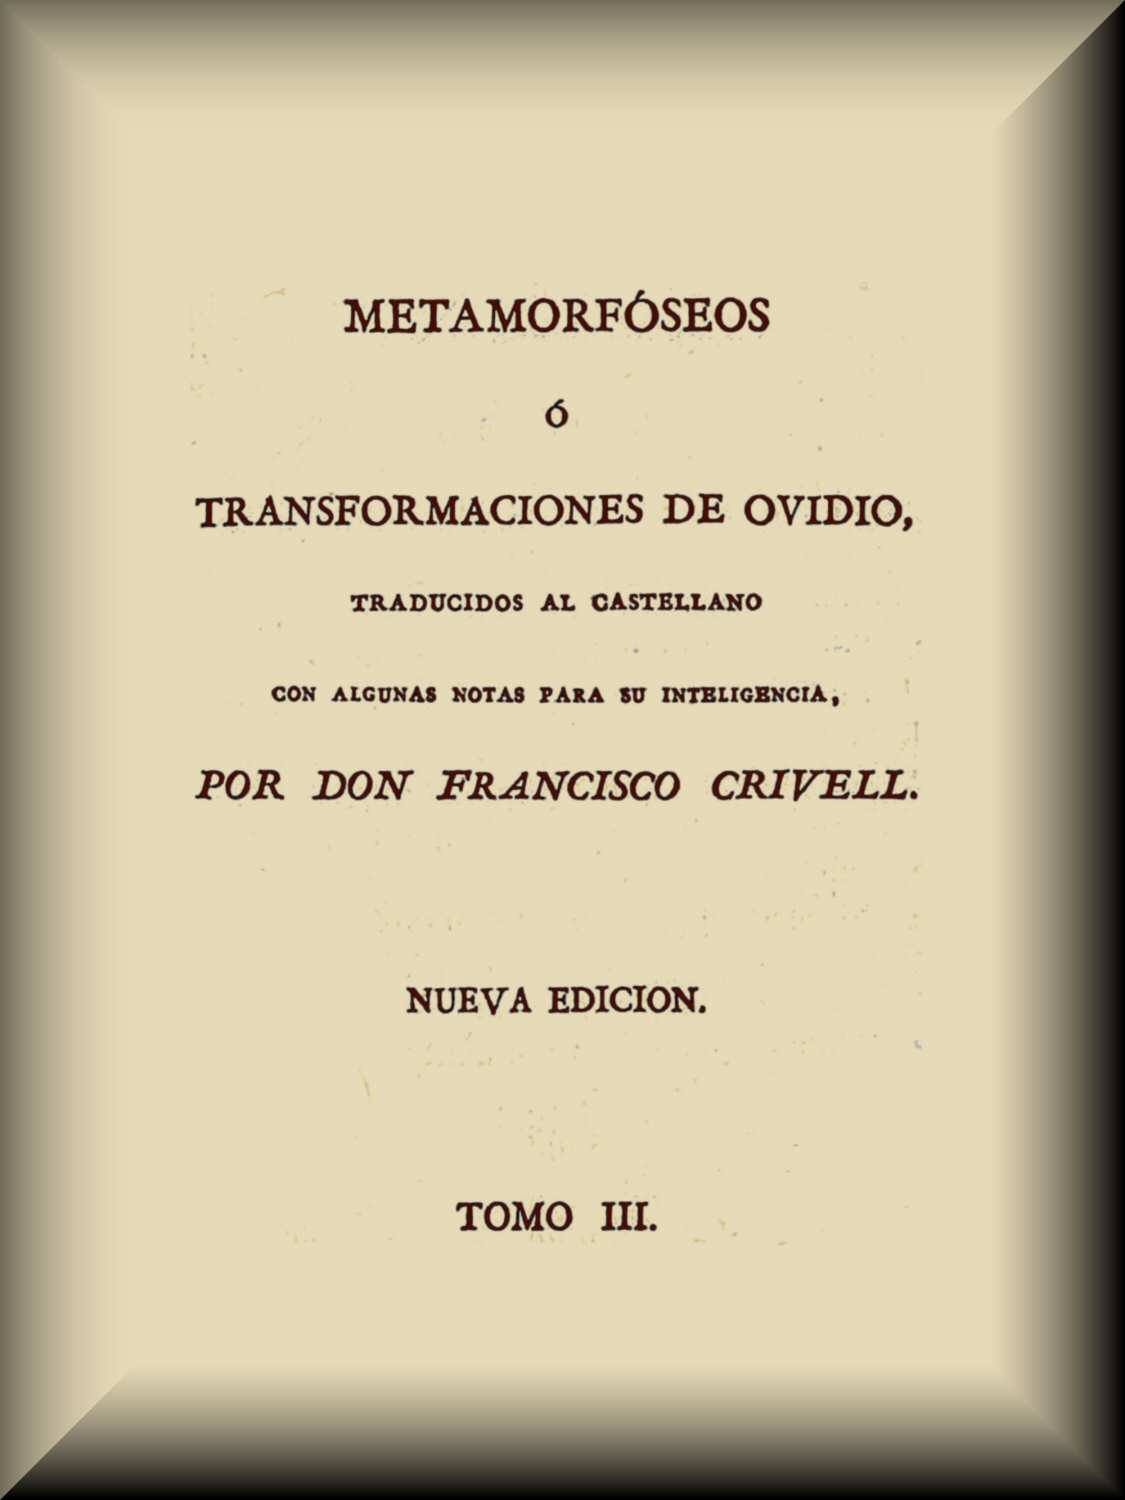 METAMORFÓSEOS
Ó
TRANSFORMACIONES DE OVIDIO,
TRADUCIDOS AL CASTELLANO
CON ALGUNAS NOTAS PARA SU INTELIGENCIA,
POR DON FRANCISCO CRIVELL.
NUEVA EDICION.
TOMO III.